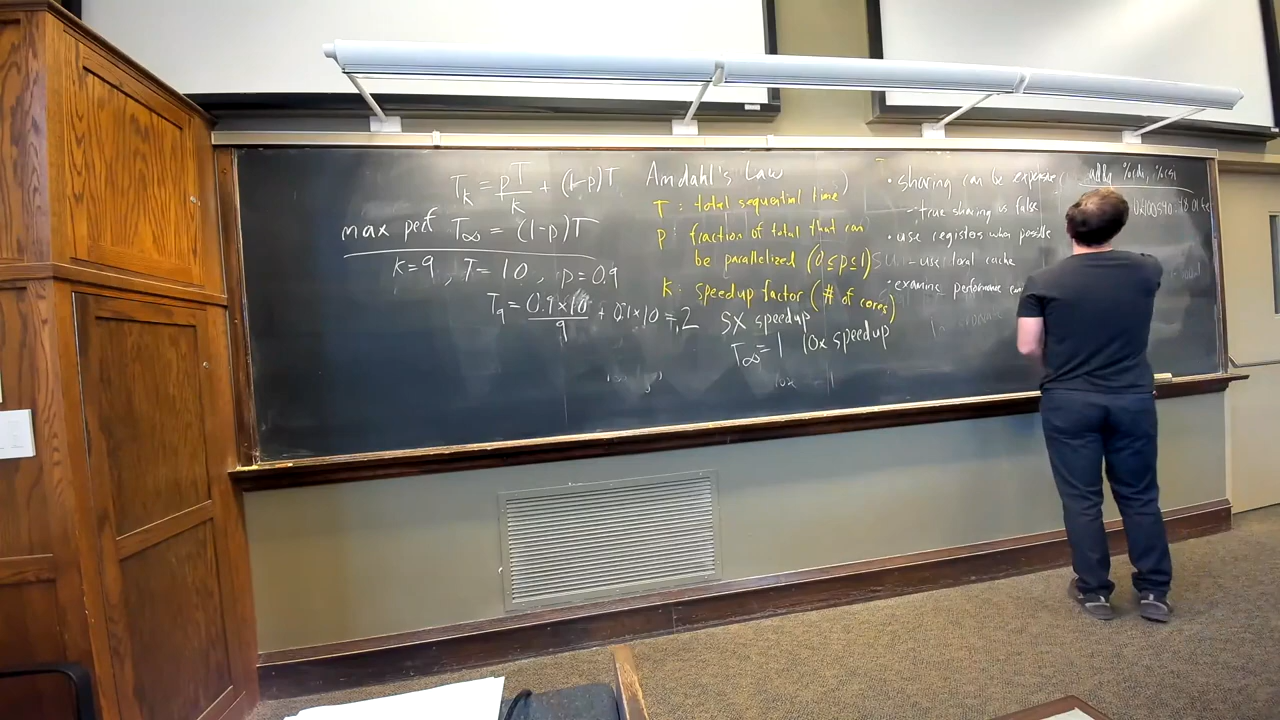 T_k = pT/k + (1-p)T
max perf T_∞ = (1-p)T
k=9, T=10, p=0.9
T_9 = 0.9×10/9 + 0.1×10 = 2
5x speedup
T_∞ = 1 10x speedup
Amdahl's Law
T: total sequential time
p: fraction of total that can
be parallelized (0≤p≤1)
K: speedup factor (# of cores)
• sharing can be expensive
- true sharing vs false
• use registers when possible
- use local cache
• examine performance
addq %rdi, %rsi